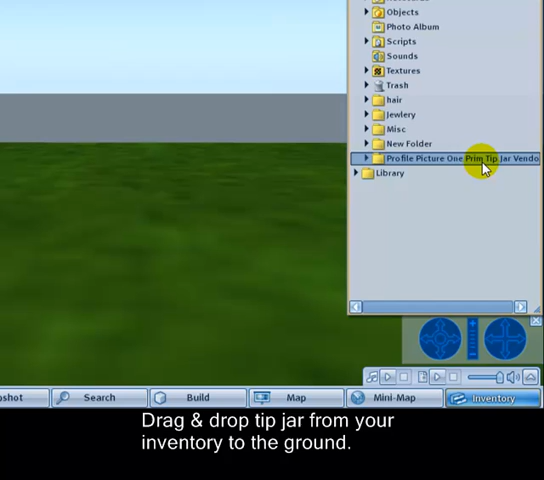 Objects
Photo Album
Scripts
Sounds
Textures
Trash
hair
Jewlery
Misc
New Folder
Profile Picture One Prim Tip Jar Vendo
Library
pshot
Search
Build
Map
Mini-Map
Inventory
Drag & drop tip jar from your
inventory to the ground.